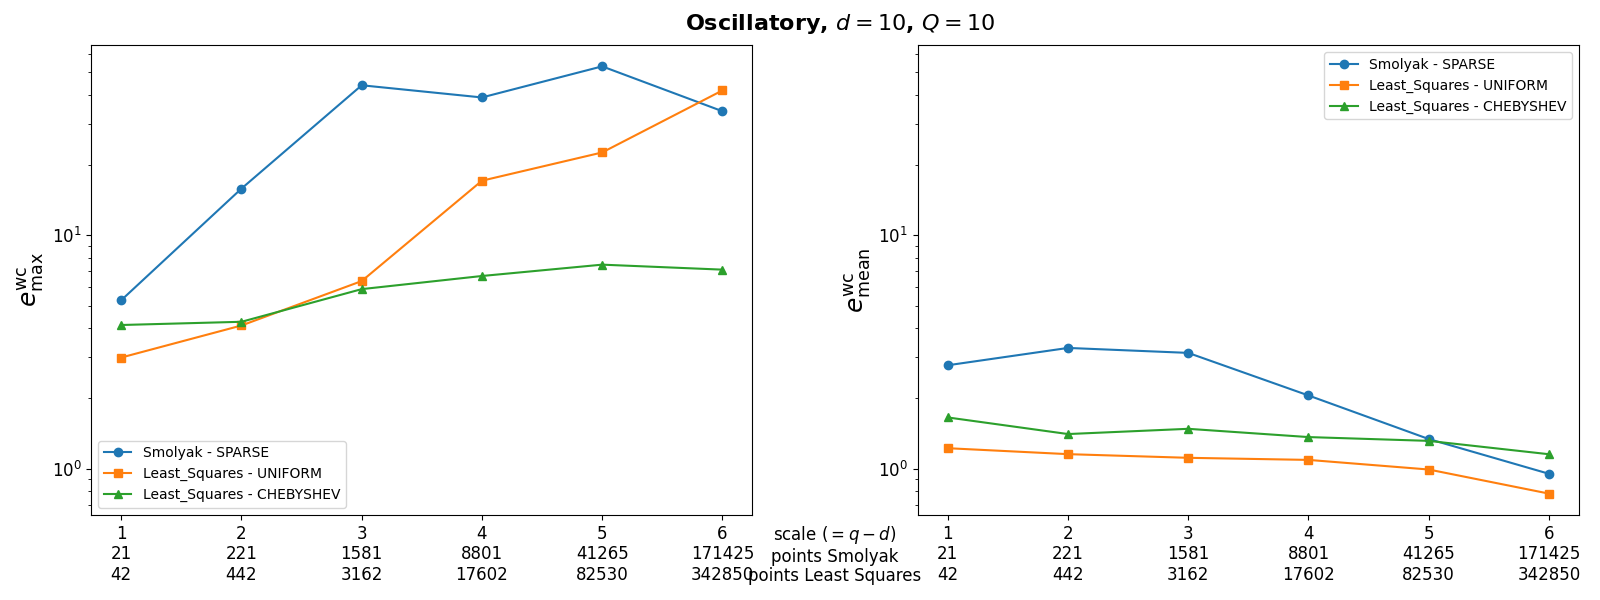 Oscillatory, d = 10, Q = 10
e^wc_max
10^1
10^0
Smolyak - SPARSE
Least_Squares - UNIFORM
Least_Squares - CHEBYSHEV
1 2 3 4 5 6
21 221 1581 8801 41265 171425
42 442 3162 17602 82530 342850
scale (= q − d)
points Smolyak
points Least Squares
e^wc_mean
10^1
10^0
Smolyak - SPARSE
Least_Squares - UNIFORM
Least_Squares - CHEBYSHEV
1 2 3 4 5 6
21 221 1581 8801 41265 171425
42 442 3162 17602 82530 342850